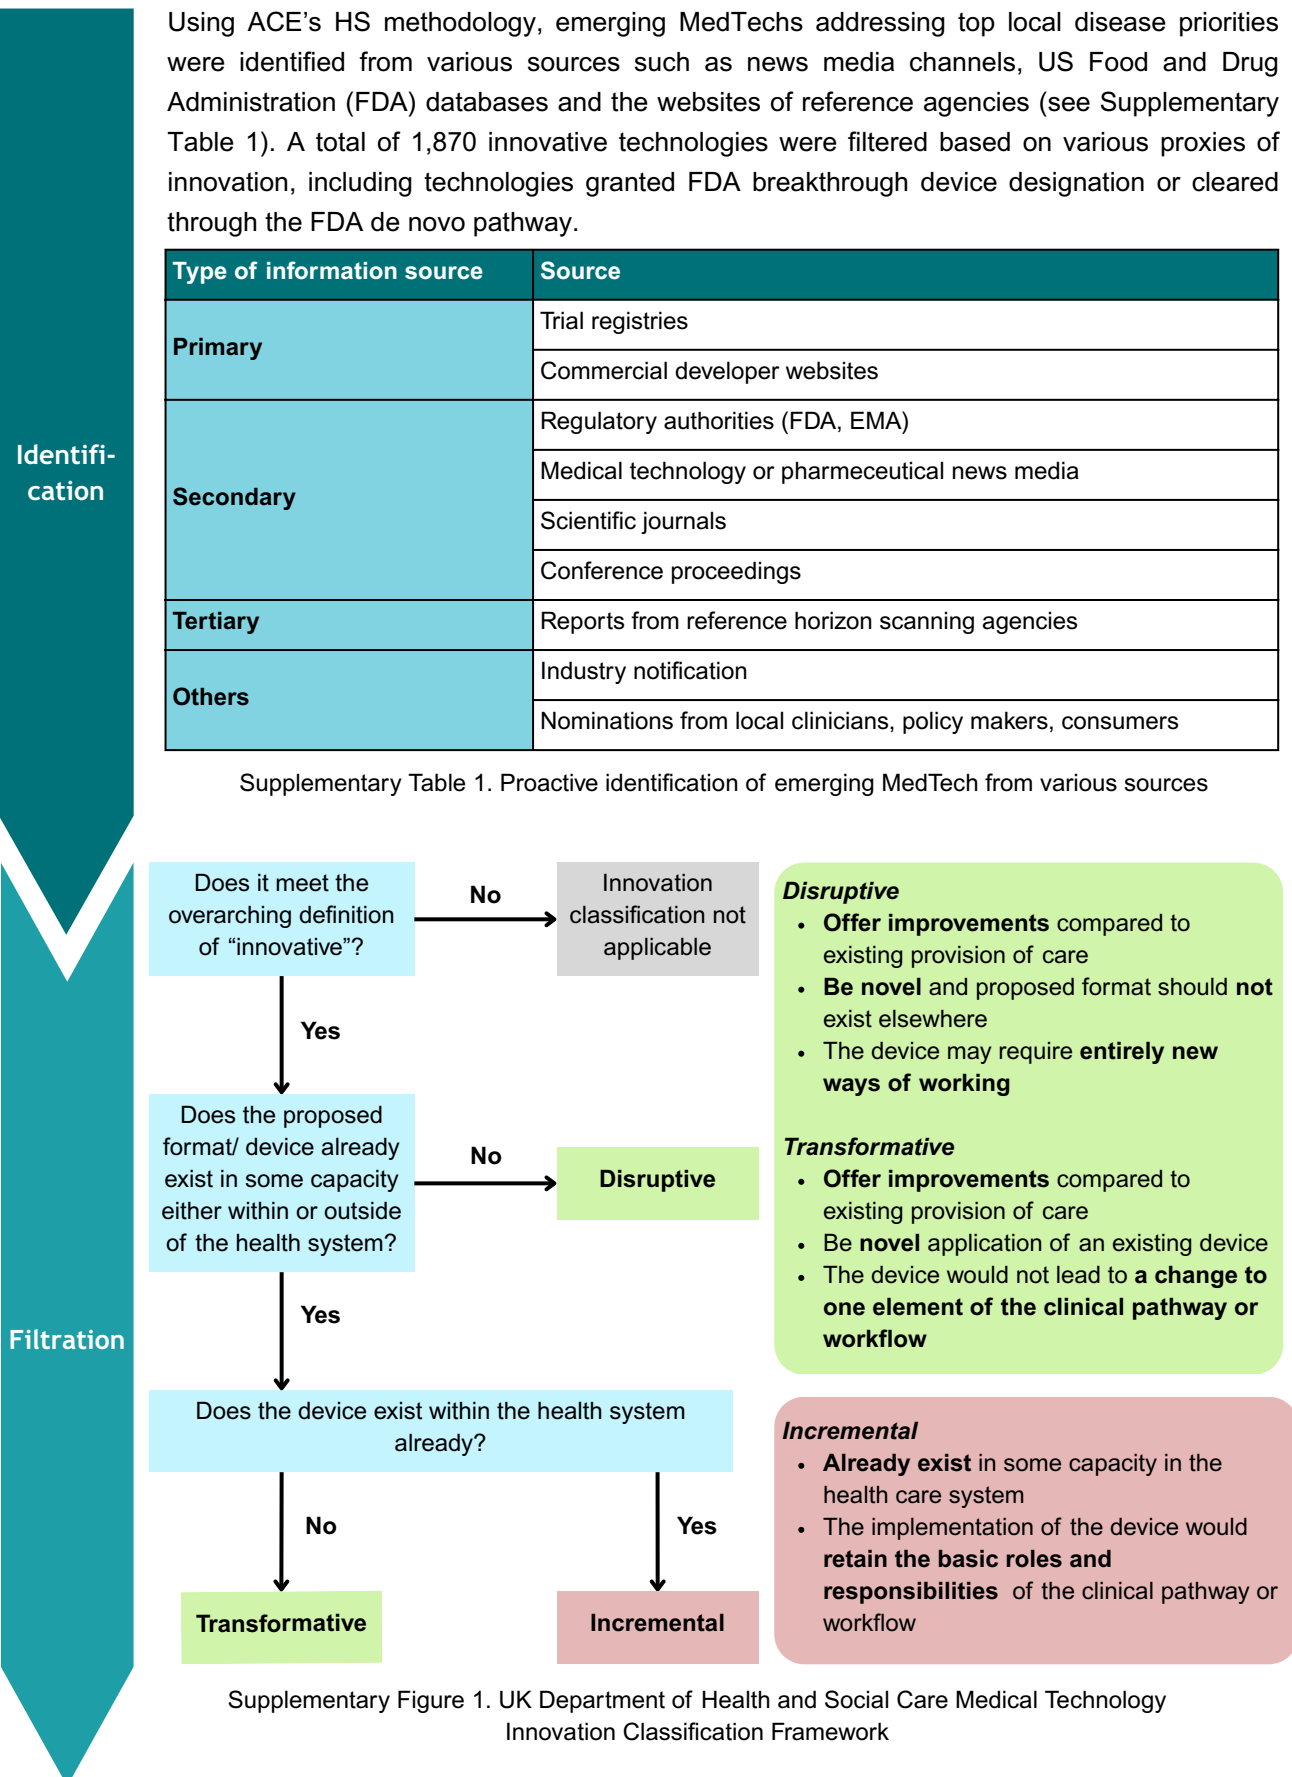 Using ACE’s HS methodology, emerging MedTechs addressing top local disease priorities
were identified from various sources such as news media channels, US Food and Drug
Administration (FDA) databases and the websites of reference agencies (see Supplementary
Table 1). A total of 1,870 innovative technologies were filtered based on various proxies of
innovation, including technologies granted FDA breakthrough device designation or cleared
through the FDA de novo pathway.
Identifi-
cation
Type of information source
Source
Primary
Trial registries
Commercial developer websites
Secondary
Regulatory authorities (FDA, EMA)
Medical technology or pharmeceutical news media
Scientific journals
Conference proceedings
Tertiary
Reports from reference horizon scanning agencies
Others
Industry notification
Nominations from local clinicians, policy makers, consumers
Supplementary Table 1. Proactive identification of emerging MedTech from various sources
Filtration
Does it meet the
overarching definition
of “innovative”?
No
Innovation
classification not
applicable
Yes
Does the proposed
format/ device already
exist in some capacity
either within or outside
of the health system?
No
Disruptive
Yes
Does the device exist within the health system
already?
No
Yes
Transformative
Incremental
Disruptive
• Offer improvements compared to
existing provision of care
• Be novel and proposed format should not
exist elsewhere
• The device may require entirely new
ways of working
Transformative
• Offer improvements compared to
existing provision of care
• Be novel application of an existing device
• The device would not lead to a change to
one element of the clinical pathway or
workflow
Incremental
• Already exist in some capacity in the
health care system
• The implementation of the device would
retain the basic roles and
responsibilities of the clinical pathway or
workflow
Supplementary Figure 1. UK Department of Health and Social Care Medical Technology
Innovation Classification Framework